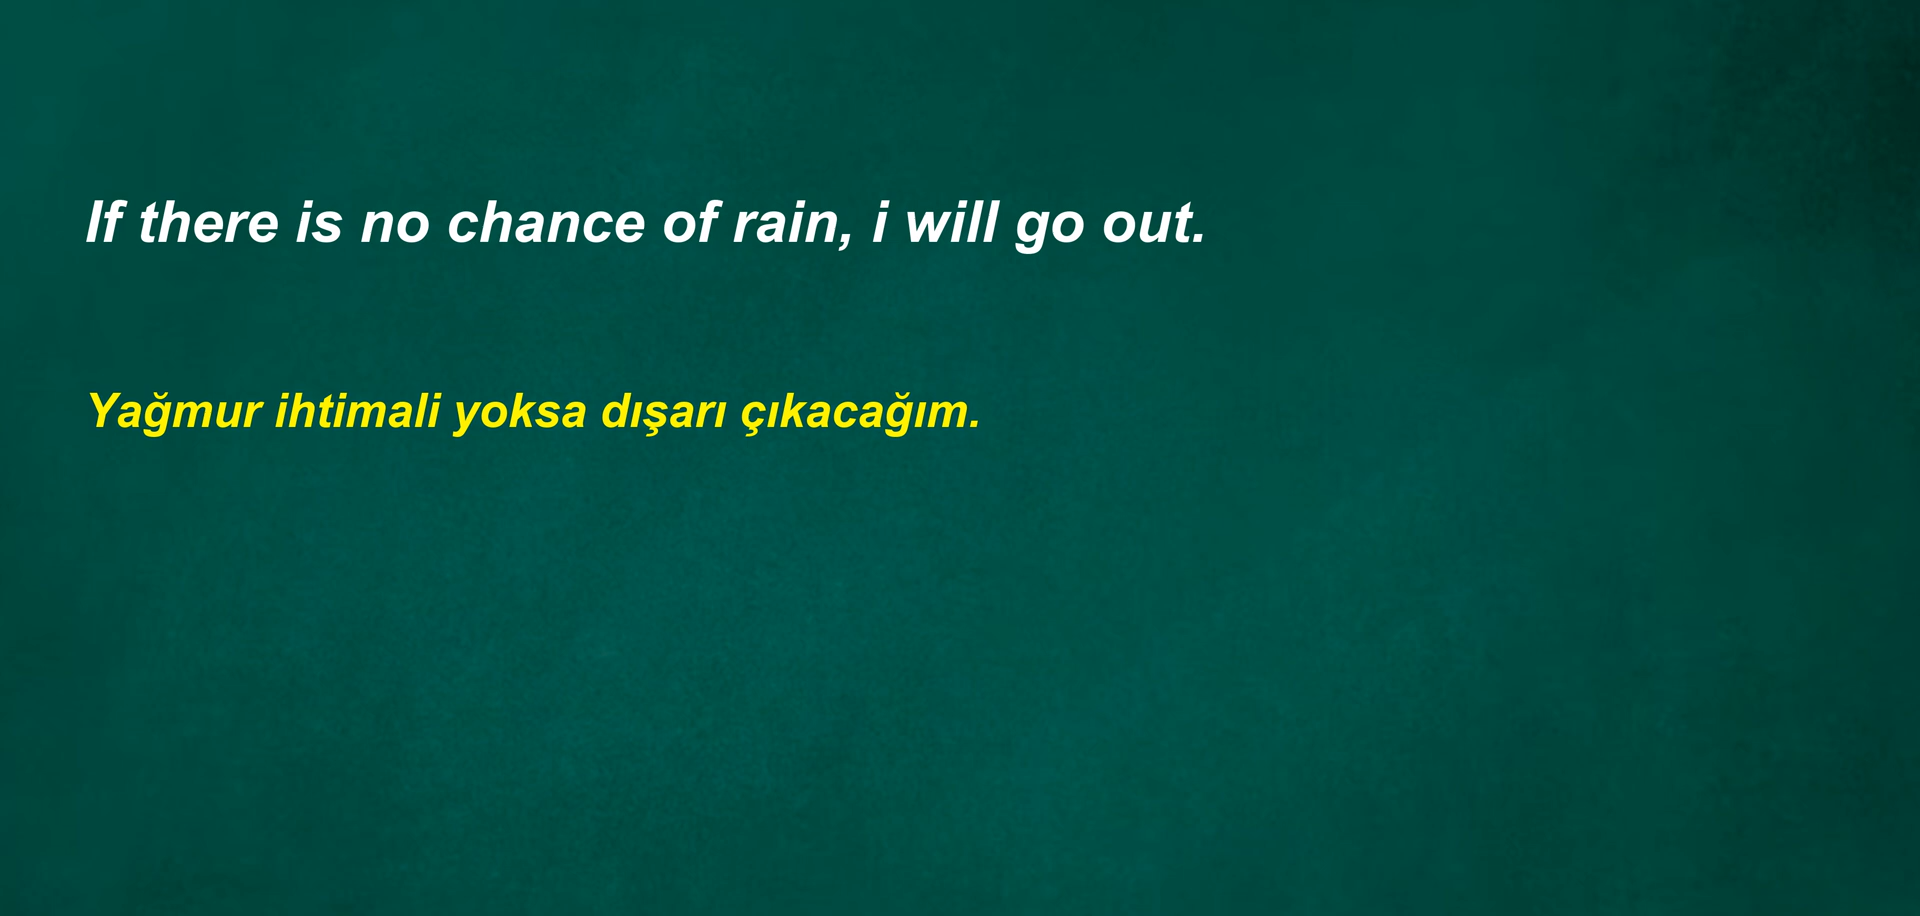 If there is no chance of rain, i will go out.
Yağmur ihtimali yoksa dışarı çıkacağım.